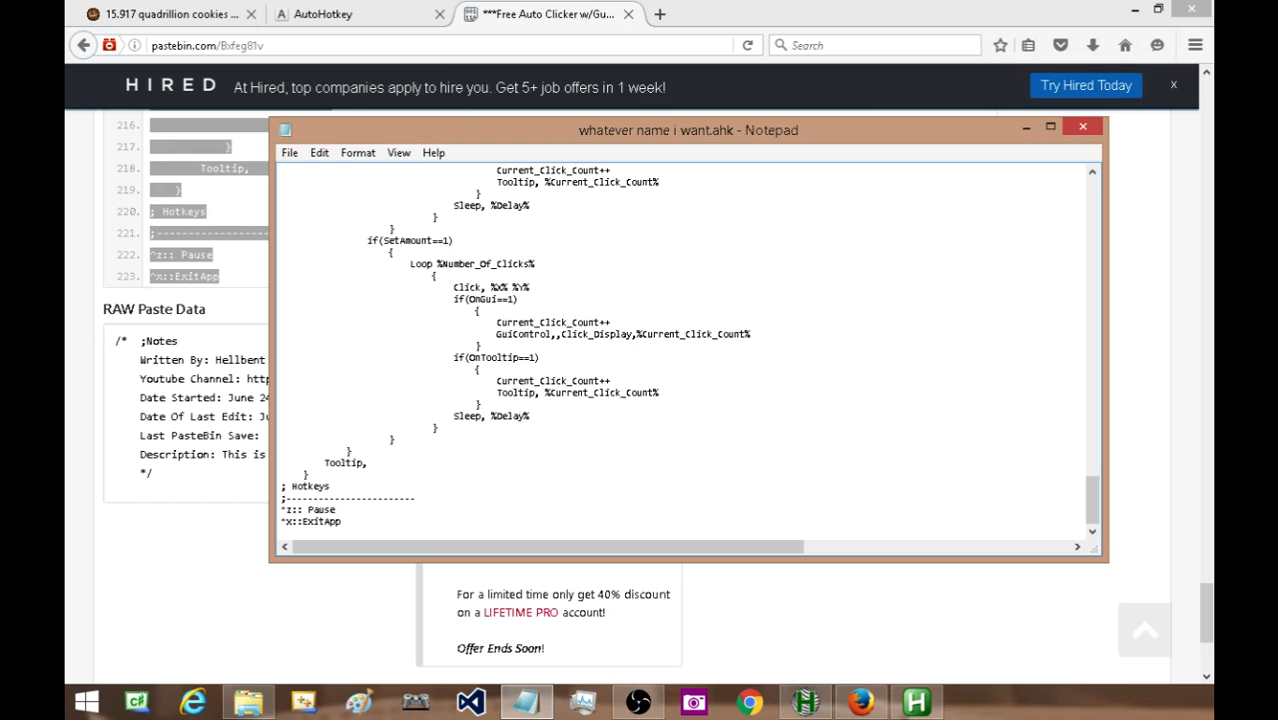 15.917 quadrillion cookies ...
AutoHotkey
***Free Auto Clicker w/Gu...
pastebin.com/Bxfeg81v
Search
HIRED
At Hired, top companies apply to hire you. Get 5+ job offers in 1 week!
Try Hired Today
x
216.
217. }
218. Tooltip,
219. }
220. ; Hotkeys
221. ;-----------------
222. ^z:: Pause
223. ^x::ExitApp
RAW Paste Data
/* ;Notes
Written By: Hellbent
Youtube Channel: http
Date Started: June 24
Date Of Last Edit: Ju
Last PasteBin Save:
Description: This is
*/
whatever name i want.ahk - Notepad
File Edit Format View Help
Current_Click_Count++
Tooltip, %Current_Click_Count%
}
Sleep, %Delay%
}
}
if(SetAmount==1)
{
Loop %Number_Of_Clicks%
{
Click, %X% %Y%
if(OnGui==1)
{
Current_Click_Count++
GuiControl,,Click_Display,%Current_Click_Count%
}
if(OnTooltip==1)
{
Current_Click_Count++
Tooltip, %Current_Click_Count%
}
Sleep, %Delay%
}
}
}
Tooltip,
}
; Hotkeys
;------------------------
^z:: Pause
^x::ExitApp
For a limited time only get 40% discount
on a LIFETIME PRO account!
Offer Ends Soon!